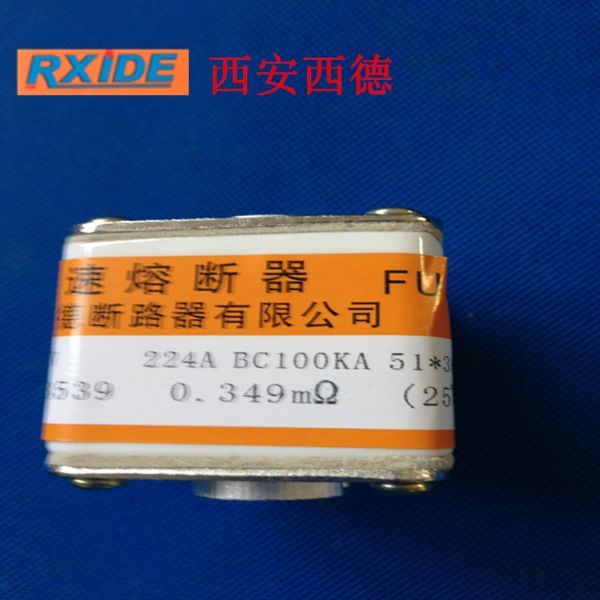 RXIDE 西安西德
速熔断器 FU
德断路器有限公司
224A BC100KA 51*3
3539 0.349mΩ (25